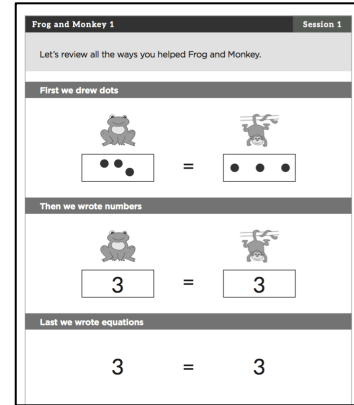 Frog and Monkey 1 Session 1
Let's review all the ways you helped Frog and Monkey.
First we drew dots
=
Then we wrote numbers
3 = 3
Last we wrote equations
3 = 3